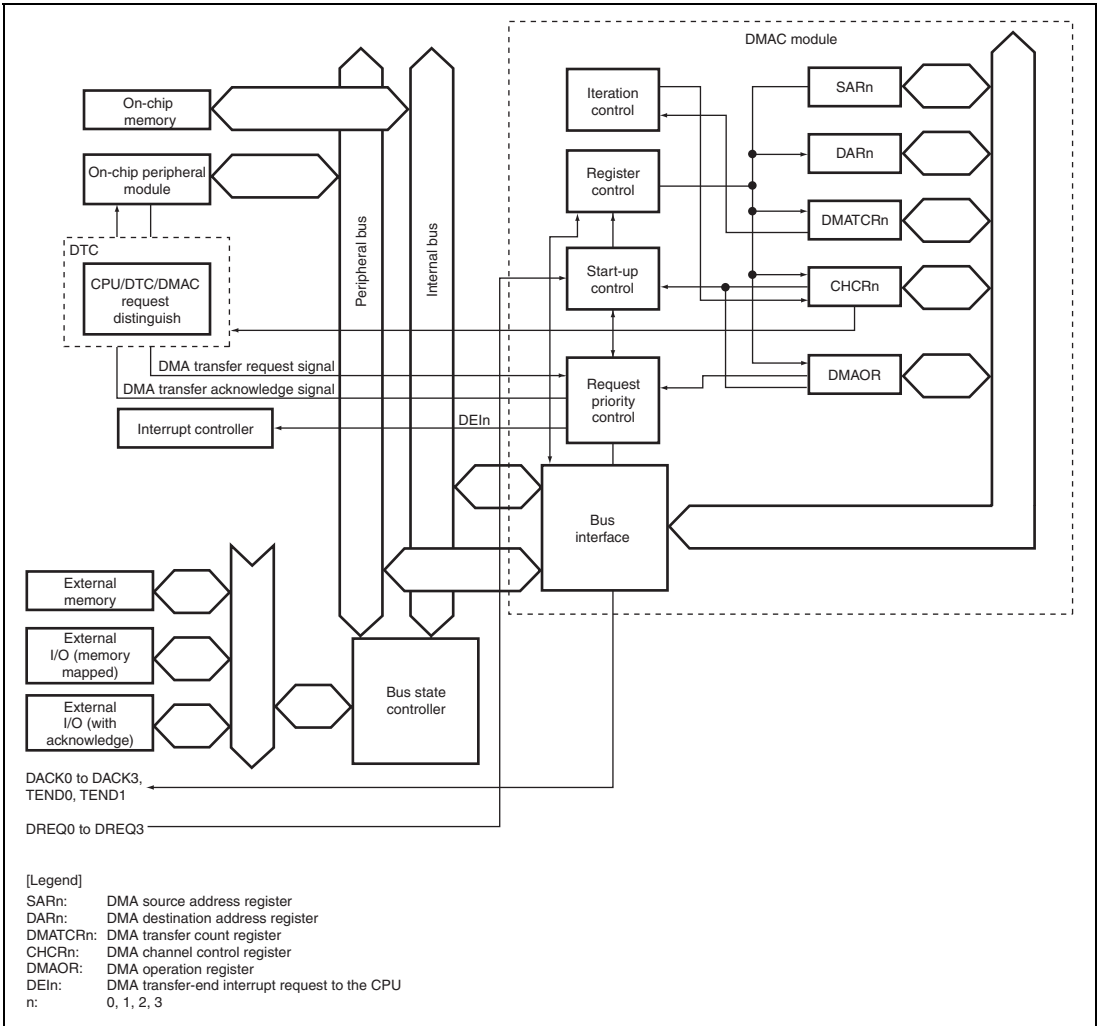 DMAC module
On-chip
memory
On-chip peripheral
module
DTC
CPU/DTC/DMAC
request
distinguish
Peripheral bus
Internal bus
Iteration
control
Register
control
Start-up
control
Request
priority
control
SARn
DARn
DMATCRn
CHCRn
DMAOR
DMA transfer request signal
DMA transfer acknowledge signal
Interrupt controller
DEIn
Bus
interface
External
memory
External
I/O (memory
mapped)
External
I/O (with
acknowledge)
Bus state
controller
DACK0 to DACK3,
TEND0, TEND1
DREQ0 to DREQ3
[Legend]
SARn: DMA source address register
DARn: DMA destination address register
DMATCRn: DMA transfer count register
CHCRn: DMA channel control register
DMAOR: DMA operation register
DEIn: DMA transfer-end interrupt request to the CPU
n: 0, 1, 2, 3